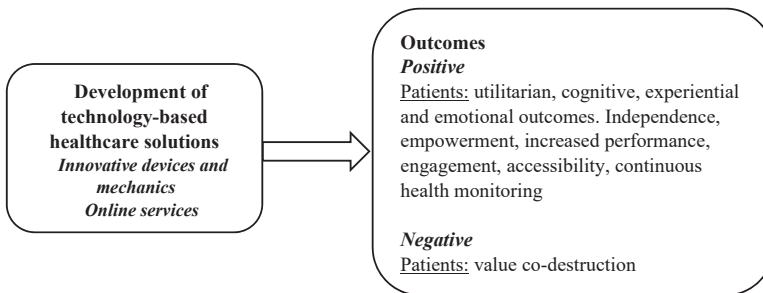 Development of
technology-based
healthcare solutions
Innovative devices and
mechanics
Online services
Outcomes
Positive
Patients: utilitarian, cognitive, experiential
and emotional outcomes. Independence,
empowerment, increased performance,
engagement, accessibility, continuous
health monitoring
Negative
Patients: value co-destruction